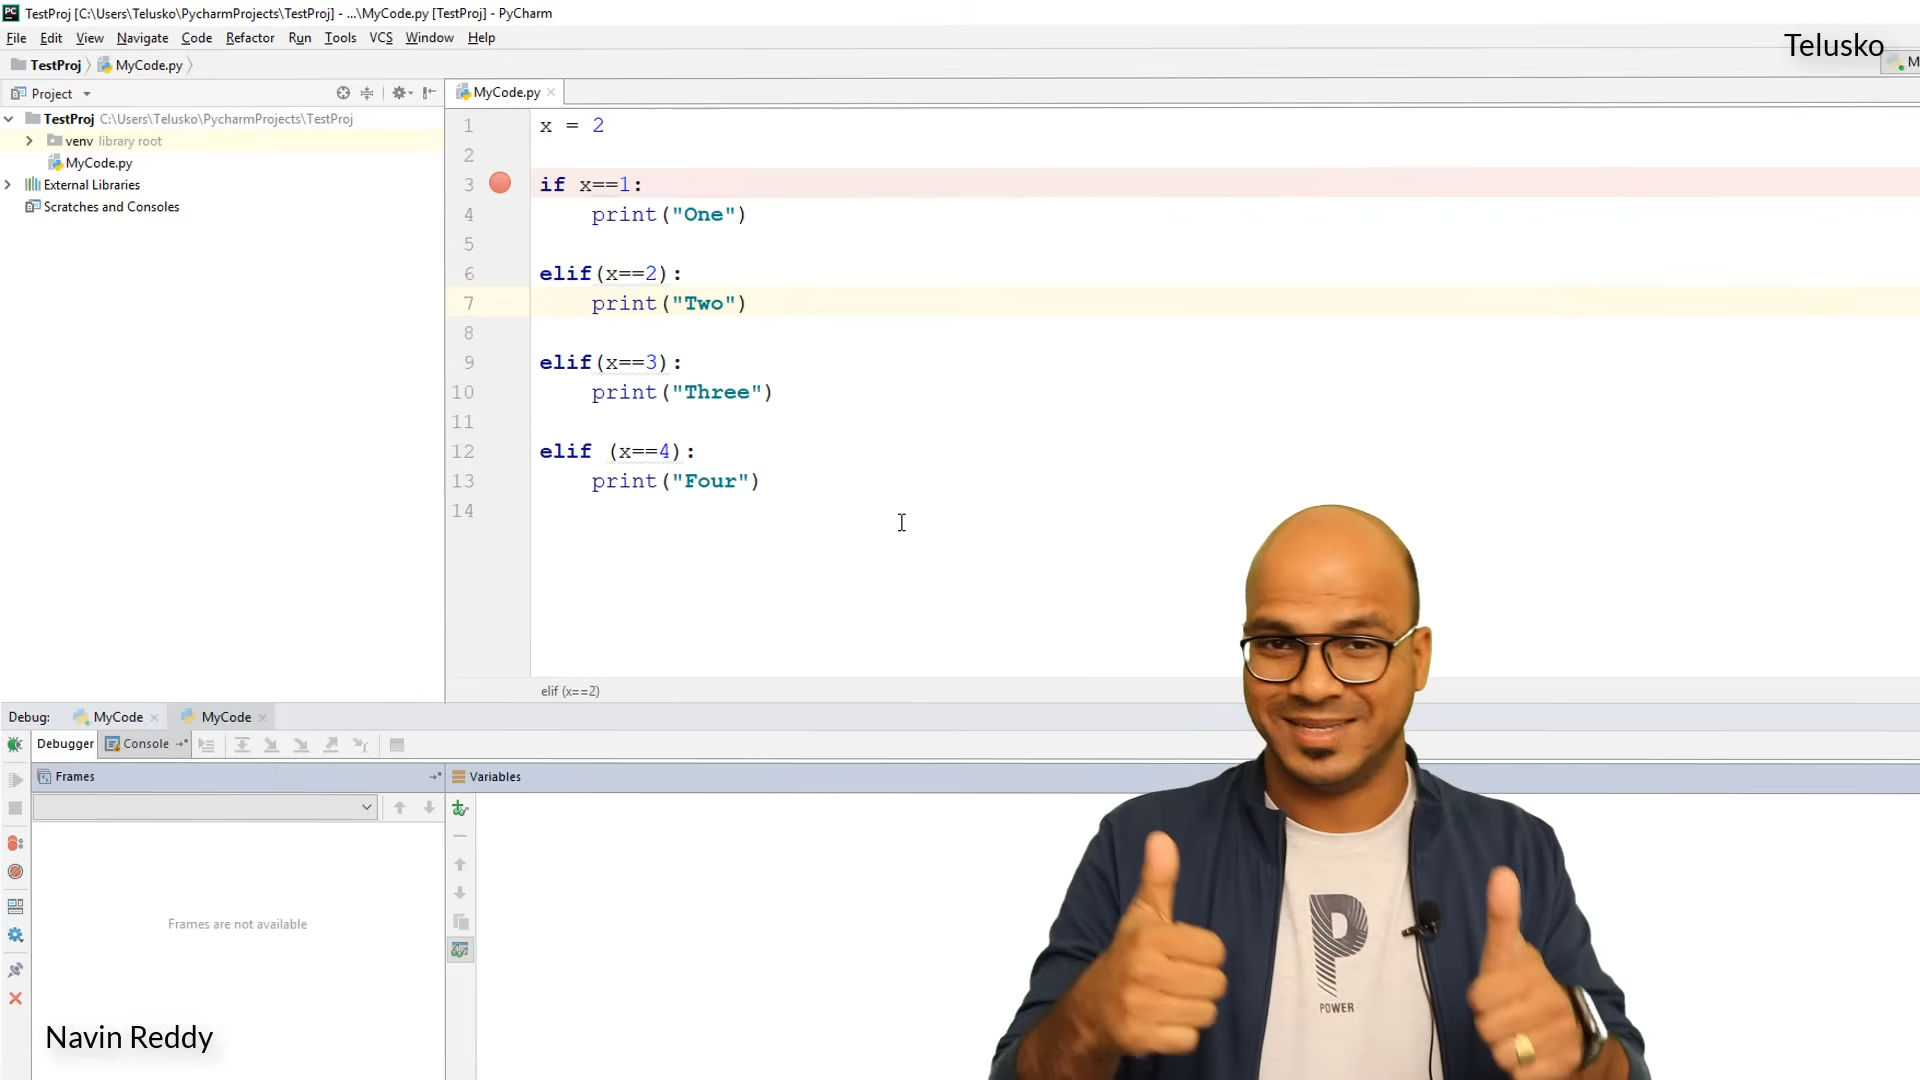 PC TestProj [C:\Users\Telusko\PycharmProjects\TestProj] - ...\MyCode.py [TestProj] - PyCharm
File Edit View Navigate Code Refactor Run Tools VCS Window Help
Telusko
TestProj MyCode.py
M
Project
MyCode.py
TestProj C:\Users\Telusko\PycharmProjects\TestProj
venv library root
MyCode.py
External Libraries
Scratches and Consoles
1 x = 2
2
3 if x==1:
4 print("One")
5
6 elif(x==2):
7 print("Two")
8
9 elif(x==3):
10 print("Three")
11
12 elif (x==4):
13 print("Four")
14
elif (x==2)
Debug: MyCode MyCode
Debugger Console
Frames
Variables
Frames are not available
P
POWER
Navin Reddy